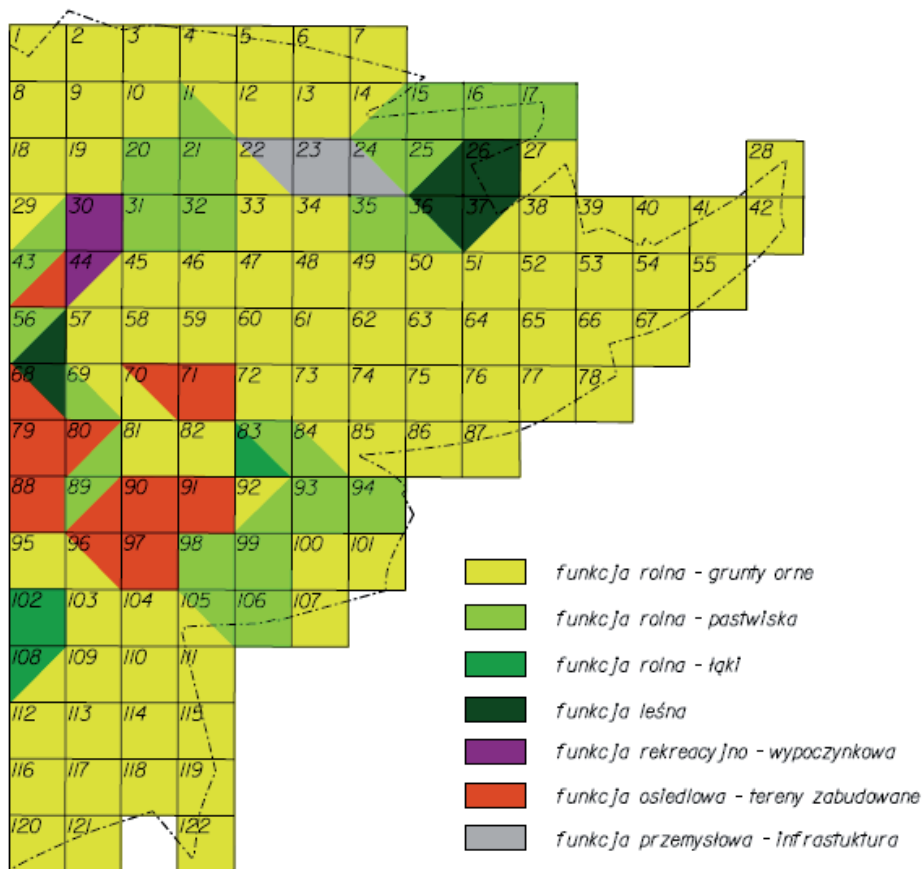 1 2 3 4 5 6 7
8 9 10 11 12 13 14 15 16 17
18 19 20 21 22 23 24 25 26 27 28
29 30 31 32 33 34 35 36 37 38 39 40 41 42
43 44 45 46 47 48 49 50 51 52 53 54 55
56 57 58 59 60 61 62 63 64 65 66 67
68 69 70 71 72 73 74 75 76 77 78
79 80 81 82 83 84 85 86 87
88 89 90 91 92 93 94
95 96 97 98 99 100 101
102 103 104 105 106 107
108 109 110 111
112 113 114 115
116 117 118 119
120 121 122
funkcja rolna - grunty orne
funkcja rolna - pastwiska
funkcja rolna - łąki
funkcja leśna
funkcja rekreacyjno - wypoczynkowa
funkcja osiedlowa - tereny zabudowane
funkcja przemysłowa - infrastuktura